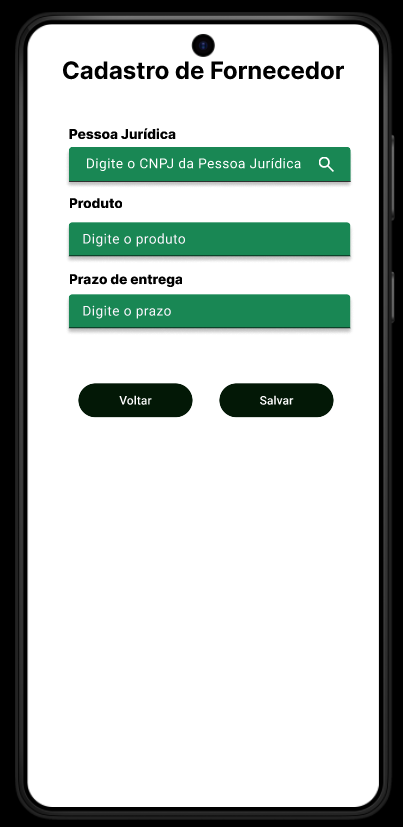 Cadastro de Fornecedor
Pessoa Jurídica
Digite o CNPJ da Pessoa Jurídica
Produto
Digite o produto
Prazo de entrega
Digite o prazo
Voltar Salvar